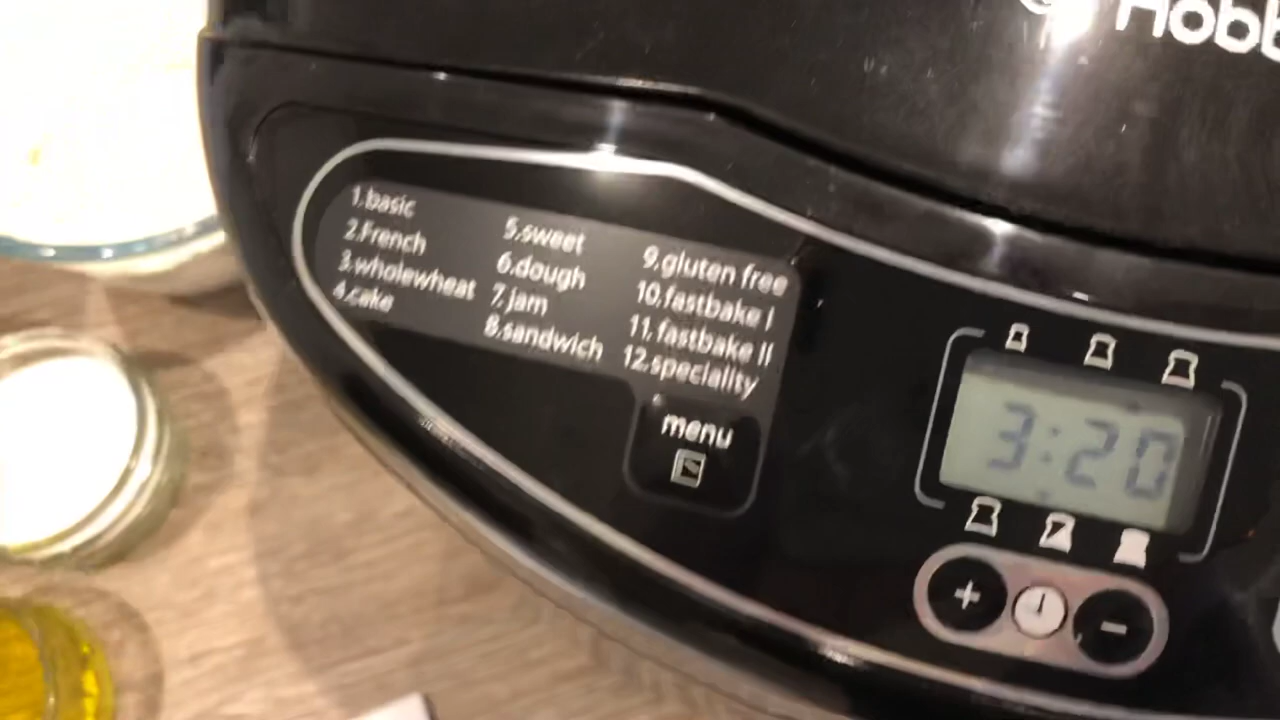 Hobb
1.basic
2.French
3.wholewheat
4.cake
5.sweet
6.dough
7.jam
8.sandwich
9.gluten free
10.fastbake I
11.fastbake II
12.speciality
menu
3:20
+
-